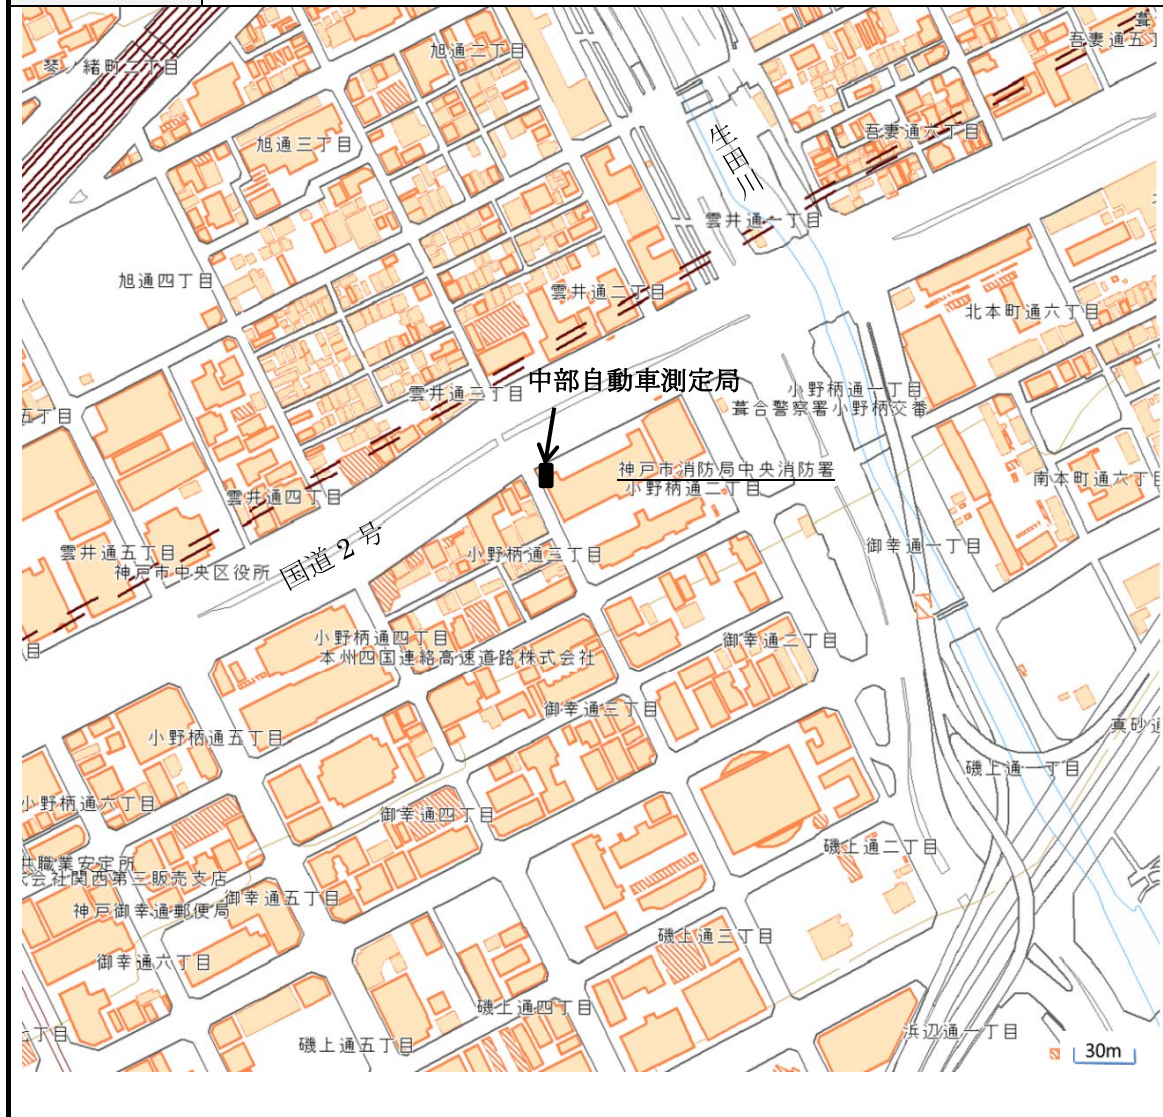 葺
吾妻通五丁
旭通二丁目
琴ノ緒町二丁目
生田川
吾妻通六丁目
旭通三丁目
雲井通一丁目
旭通四丁目
雲井通二丁目
北本町通六丁目
中部自動車測定局
雲井通三丁目
小野柄通一丁目
葺合警察署小野柄交番
五丁目
神戸市消防局中央消防署
小野柄通二丁目
南本町通六丁目
雲井通四丁目
国道2号
小野柄通三丁目
御幸通一丁目
雲井通五丁目
神戸市中央区役所
小野柄通四丁目
本州四国連絡高速道路株式会社
御幸通二丁目
目
御幸通三丁目
真砂通
小野柄通五丁目
磯上通一丁目
小野柄通六丁目
御幸通四丁目
磯上通二丁目
共職業安定所
会社関西第三販売支店
御幸通五丁目
神戸御幸通郵便局
磯上通三丁目
御幸通六丁目
磯上通四丁目
丁目
磯上通五丁目
浜辺通一丁目
30m